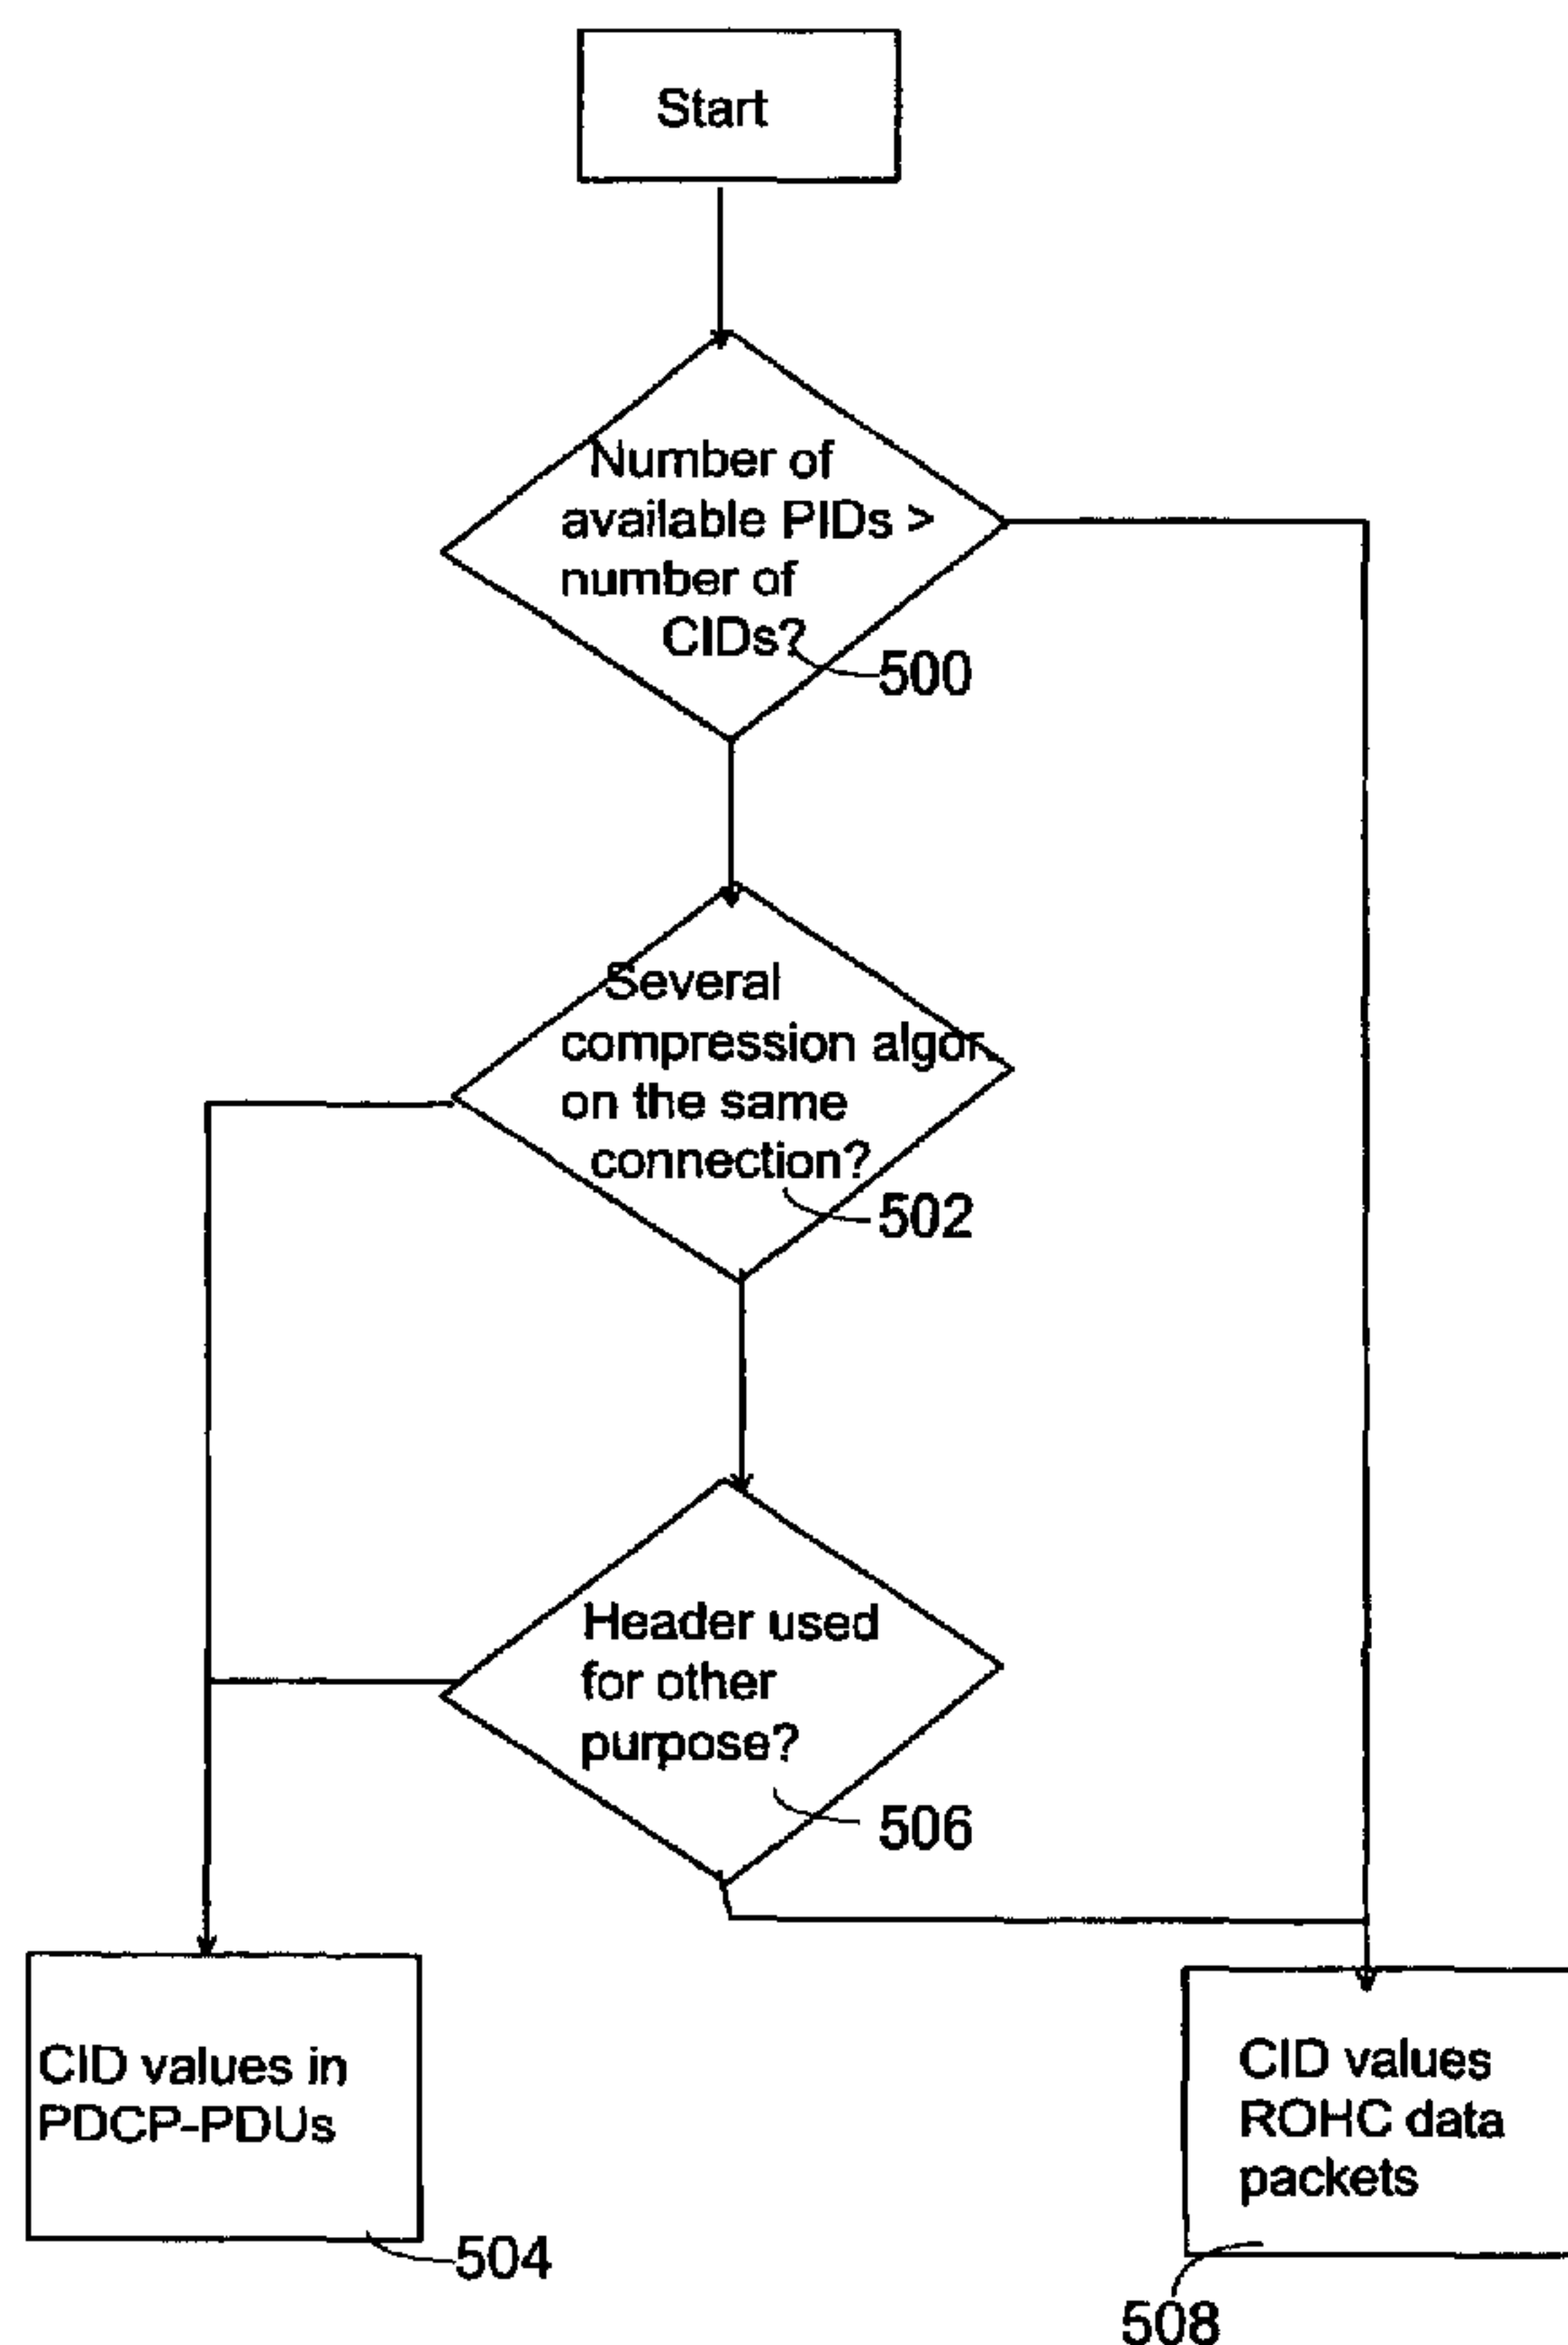 Start
Number of
available PIDs >
number of
CIDs?
500
Several
compression algor.
on the same
connection?
502
Header used
for other
purpose?
506
CID values in
PDCP-PDUs
504
CID values
ROHC data
packets
508